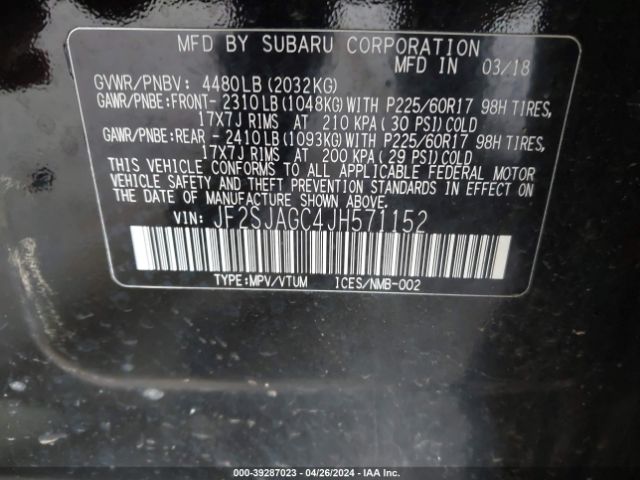 MFD BY SUBARU CORPORATION
MFD IN 03/18
GVWR/PNBV: 4480LB (2032KG)
GAWR/PNBE:FRONT- 2310LB (1048KG) WITH P225/60R17 98H TIRES,
17X7J RIMS AT 210 KPA (30 PSI) COLD
GAWR/PNBE:REAR - 2410LB (1093KG) WITH P225/60R17 98H TIRES,
17X7J RIMS AT 200 KPA (29 PSI) COLD
THIS VEHICLE CONFORMS TO ALL APPLICABLE FEDERAL MOTOR
VEHICLE SAFETY AND THEFT PREVENTION STANDARDS IN EFFECT ON
THE DATE OF MANUFACTURE SHOWN ABOVE.
VIN: JF2SJAGC4JH571152
TYPE:MPV/VTUM ICES/NMB-002
000-39287023 - 04/26/2024 - IAA Inc.